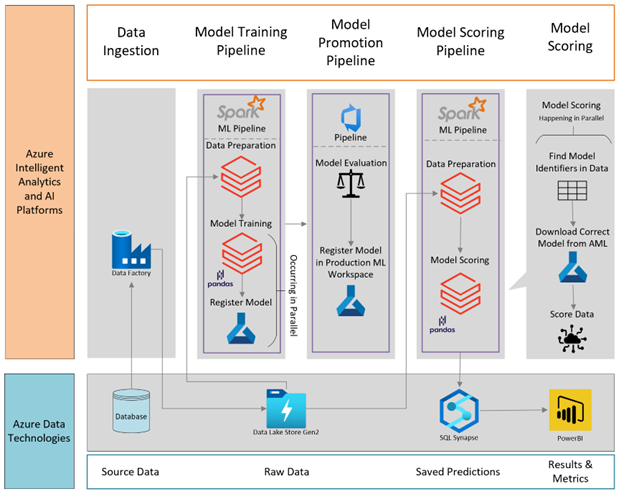 Data
Ingestion
Model Training
Pipeline
Model
Promotion
Pipeline
Model Scoring
Pipeline
Model
Scoring
Azure
Intelligent
Analytics
and AI
Platforms
Data Factory
Spark
ML Pipeline
Data Preparation
Model Training
pandas
Register Model
Occurring in Parallel
Pipeline
Model Evaluation
Register Model
in Production ML
Workspace
Spark
ML Pipeline
Data Preparation
Model Scoring
pandas
Model Scoring
Happening in Parallel
Find Model
Identifiers in Data
Download Correct
Model from AML
Score Data
Azure Data
Technologies
Database
Data Lake Store Gen2
SQL Synapse
PowerBI
Source Data
Raw Data
Saved Predictions
Results &
Metrics